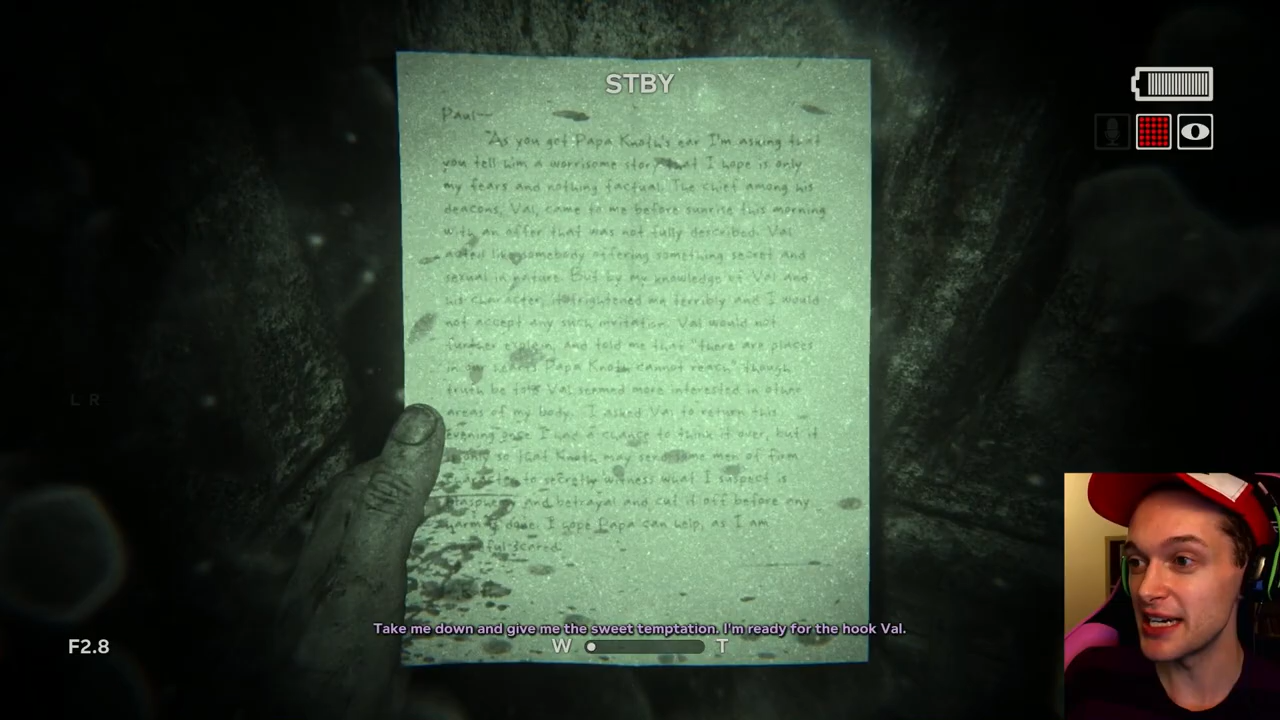 STBY
Paul—
"As you got Papa Knoth's ear I'm asking that
you tell him a worrisome story that I hope is only
my fears and nothing factual. The chief among his
deacons, Val, came to me before sunrise this morning
with an offer that was not fully described. Val
acted like somebody offering something secret and
sexual in nature. But by my knowledge of Val and
his character, it frightened me terribly and I would
not accept any such invitation. Val would not
further explain, and told me that "there are places
in our hearts Papa Knoth cannot reach" though
truth be told Val seemed more interested in other
areas of my body. I asked Val to return this
evening once I had a chance to think it over, but it
is only so that Knoth may send some men of firm
to secretly witness what I suspect is
and betrayal and cut it off before any
harm is done. I hope Papa can help, as I am
scared.
L R
Take me down and give me the sweet temptation. I'm ready for the hook Val.
F2.8
W
T